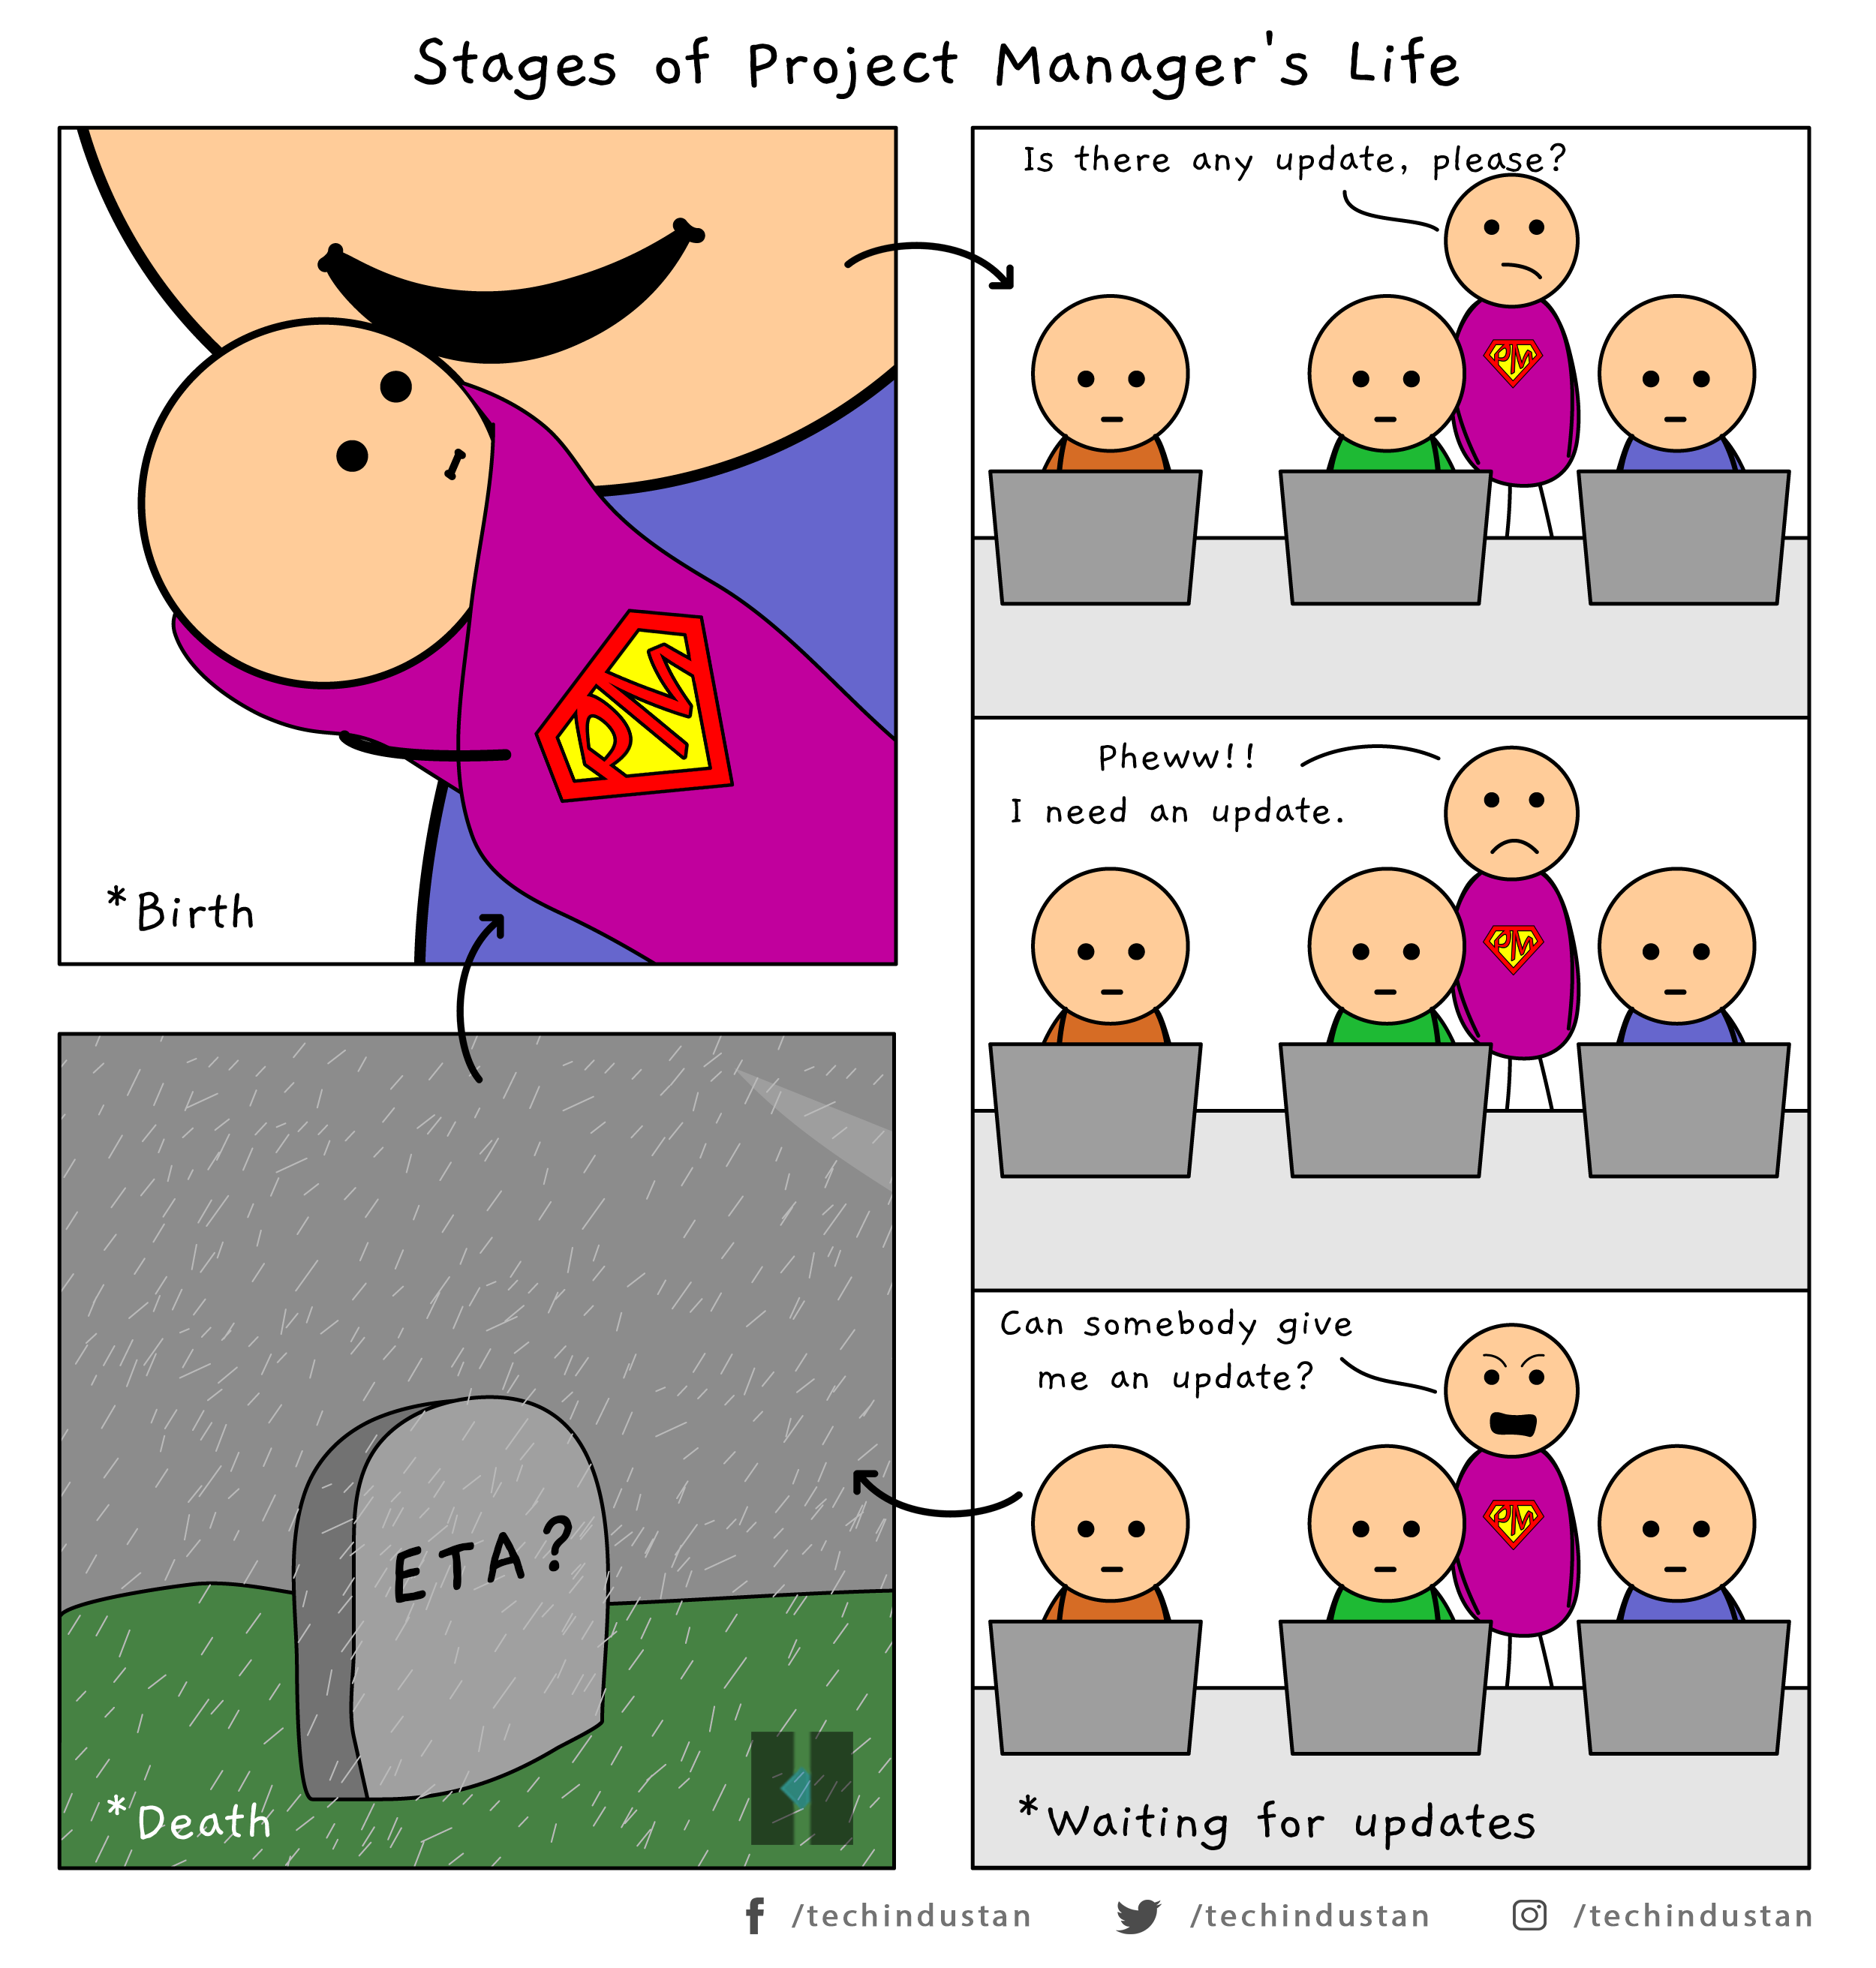 Stages of Project Manager's Life
*Birth
PM
Is there any update, please?
PM
Pheww!!
I need an update.
PM
Can somebody give
me an update?
PM
*Waiting for updates
ETA?
*Death
/techindustan /techindustan /techindustan